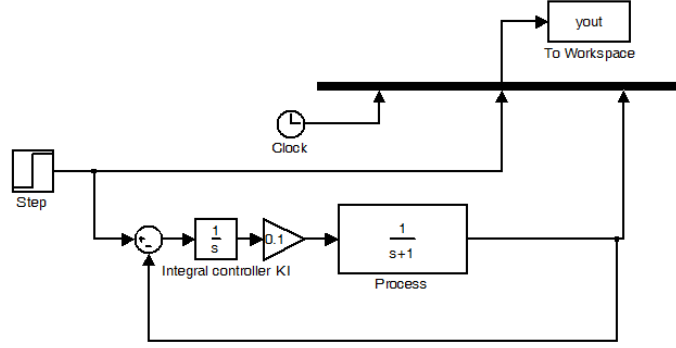 yout
To Workspace
Clock
Step
+
-
1
s
0.1
1
s+1
Integral controller KI
Process